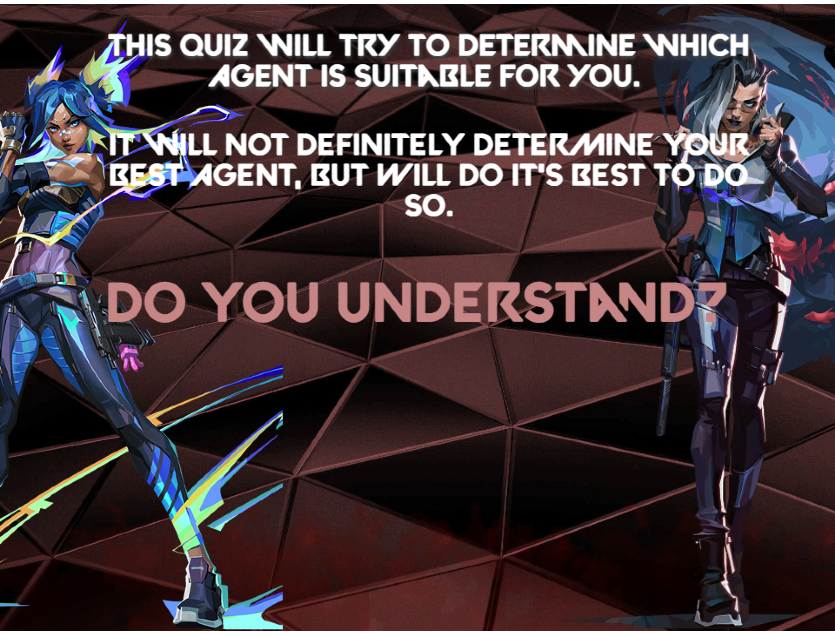 THIS QUIZ WILL TRY TO DETERMINE WHICH
AGENT IS SUITABLE FOR YOU.
IT WILL NOT DEFINITELY DETERMINE YOUR
BEST AGENT, BUT WILL DO IT'S BEST TO DO
SO.
DO YOU UNDERSTAND?